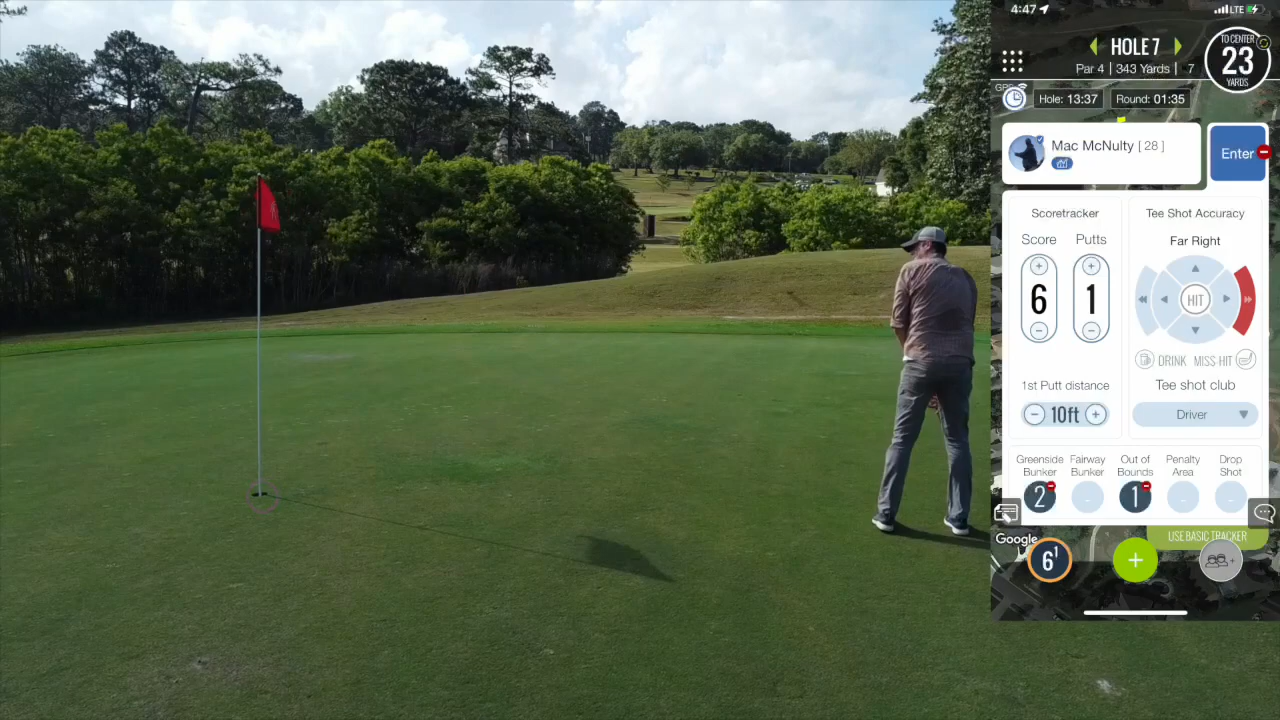 4:47
LTE
HOLE 7
Par 4 | 343 Yards | 7
TO CENTER
23
YARDS
Hole: 13:37
Round: 01:35
Mac McNulty [ 28 ]
Enter
Scoretracker
Score
Putts
6
1
1st Putt distance
10ft
Tee Shot Accuracy
Far Right
HIT
DRINK
MISS HIT
Tee shot club
Driver
Greenside Bunker
Fairway Bunker
Out of Bounds
Penalty Area
Drop Shot
2
-
1
-
-
Google
USE BASIC TRACKER
6¹